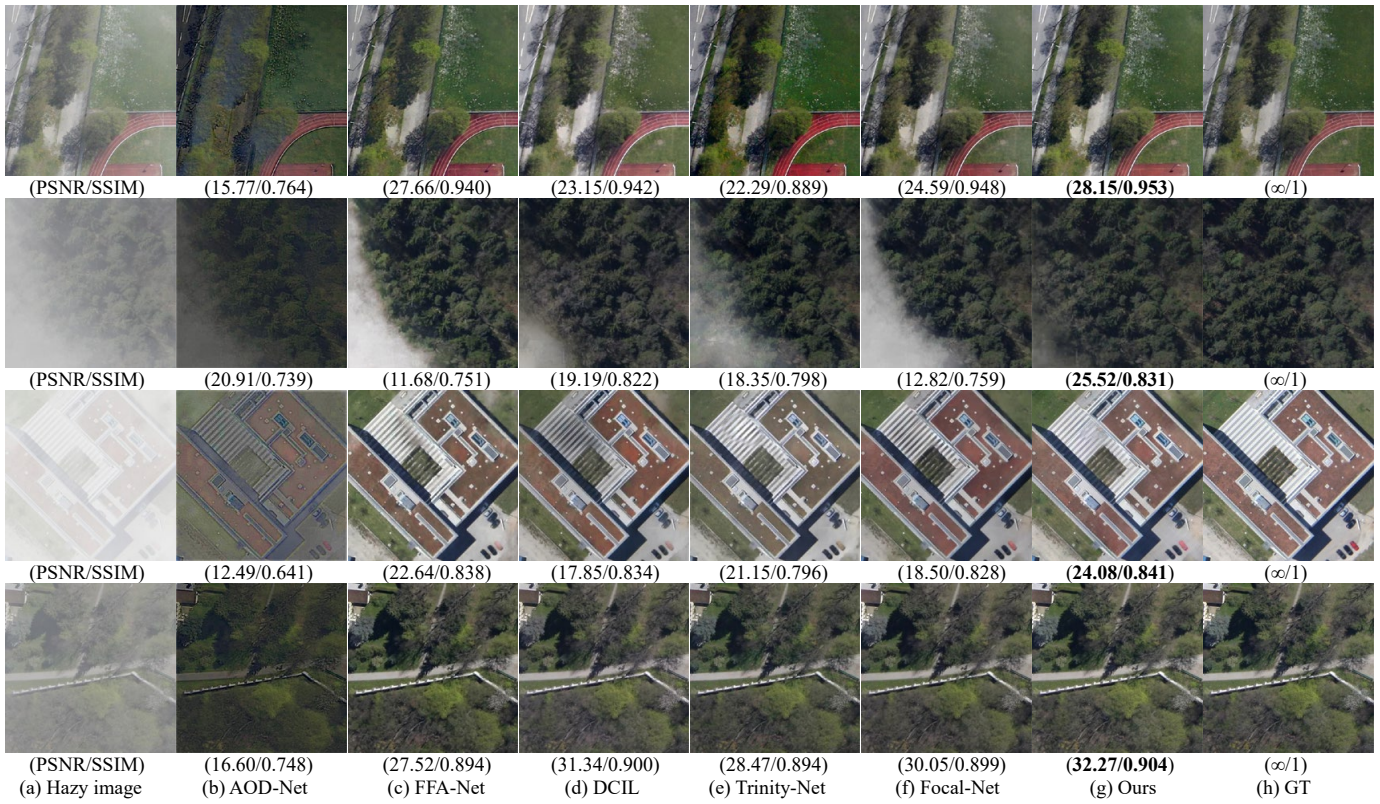 (PSNR/SSIM) (15.77/0.764) (27.66/0.940) (23.15/0.942) (22.29/0.889) (24.59/0.948) (28.15/0.953) (∞/1)
(PSNR/SSIM) (20.91/0.739) (11.68/0.751) (19.19/0.822) (18.35/0.798) (12.82/0.759) (25.52/0.831) (∞/1)
(PSNR/SSIM) (12.49/0.641) (22.64/0.838) (17.85/0.834) (21.15/0.796) (18.50/0.828) (24.08/0.841) (∞/1)
(PSNR/SSIM) (16.60/0.748) (27.52/0.894) (31.34/0.900) (28.47/0.894) (30.05/0.899) (32.27/0.904) (∞/1)
(a) Hazy image (b) AOD-Net (c) FFA-Net (d) DCIL (e) Trinity-Net (f) Focal-Net (g) Ours (h) GT